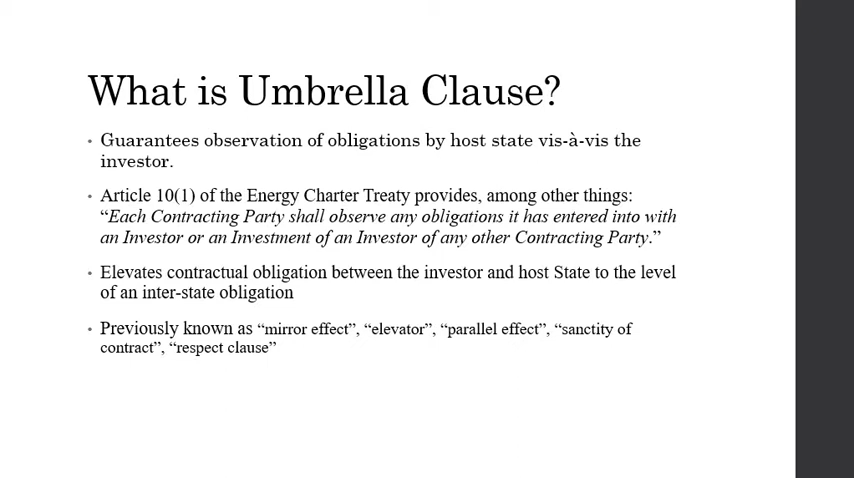 What is Umbrella Clause?
• Guarantees observation of obligations by host state vis-à-vis the
investor.
• Article 10(1) of the Energy Charter Treaty provides, among other things:
“Each Contracting Party shall observe any obligations it has entered into with
an Investor or an Investment of an Investor of any other Contracting Party.”
• Elevates contractual obligation between the investor and host State to the level
of an inter-state obligation
• Previously known as “mirror effect”, “elevator”, “parallel effect”, “sanctity of
contract”, “respect clause”